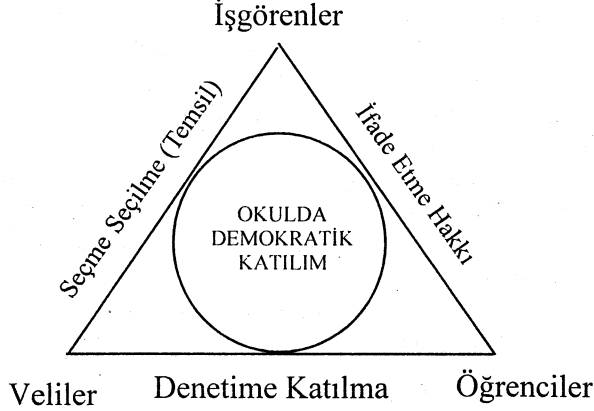 İşgörenler
Seçme Seçilme (Temsil)
İfade Etme Hakkı
OKULDA
DEMOKRATİK
KATILIM
Veliler
Denetime Katılma
Öğrenciler